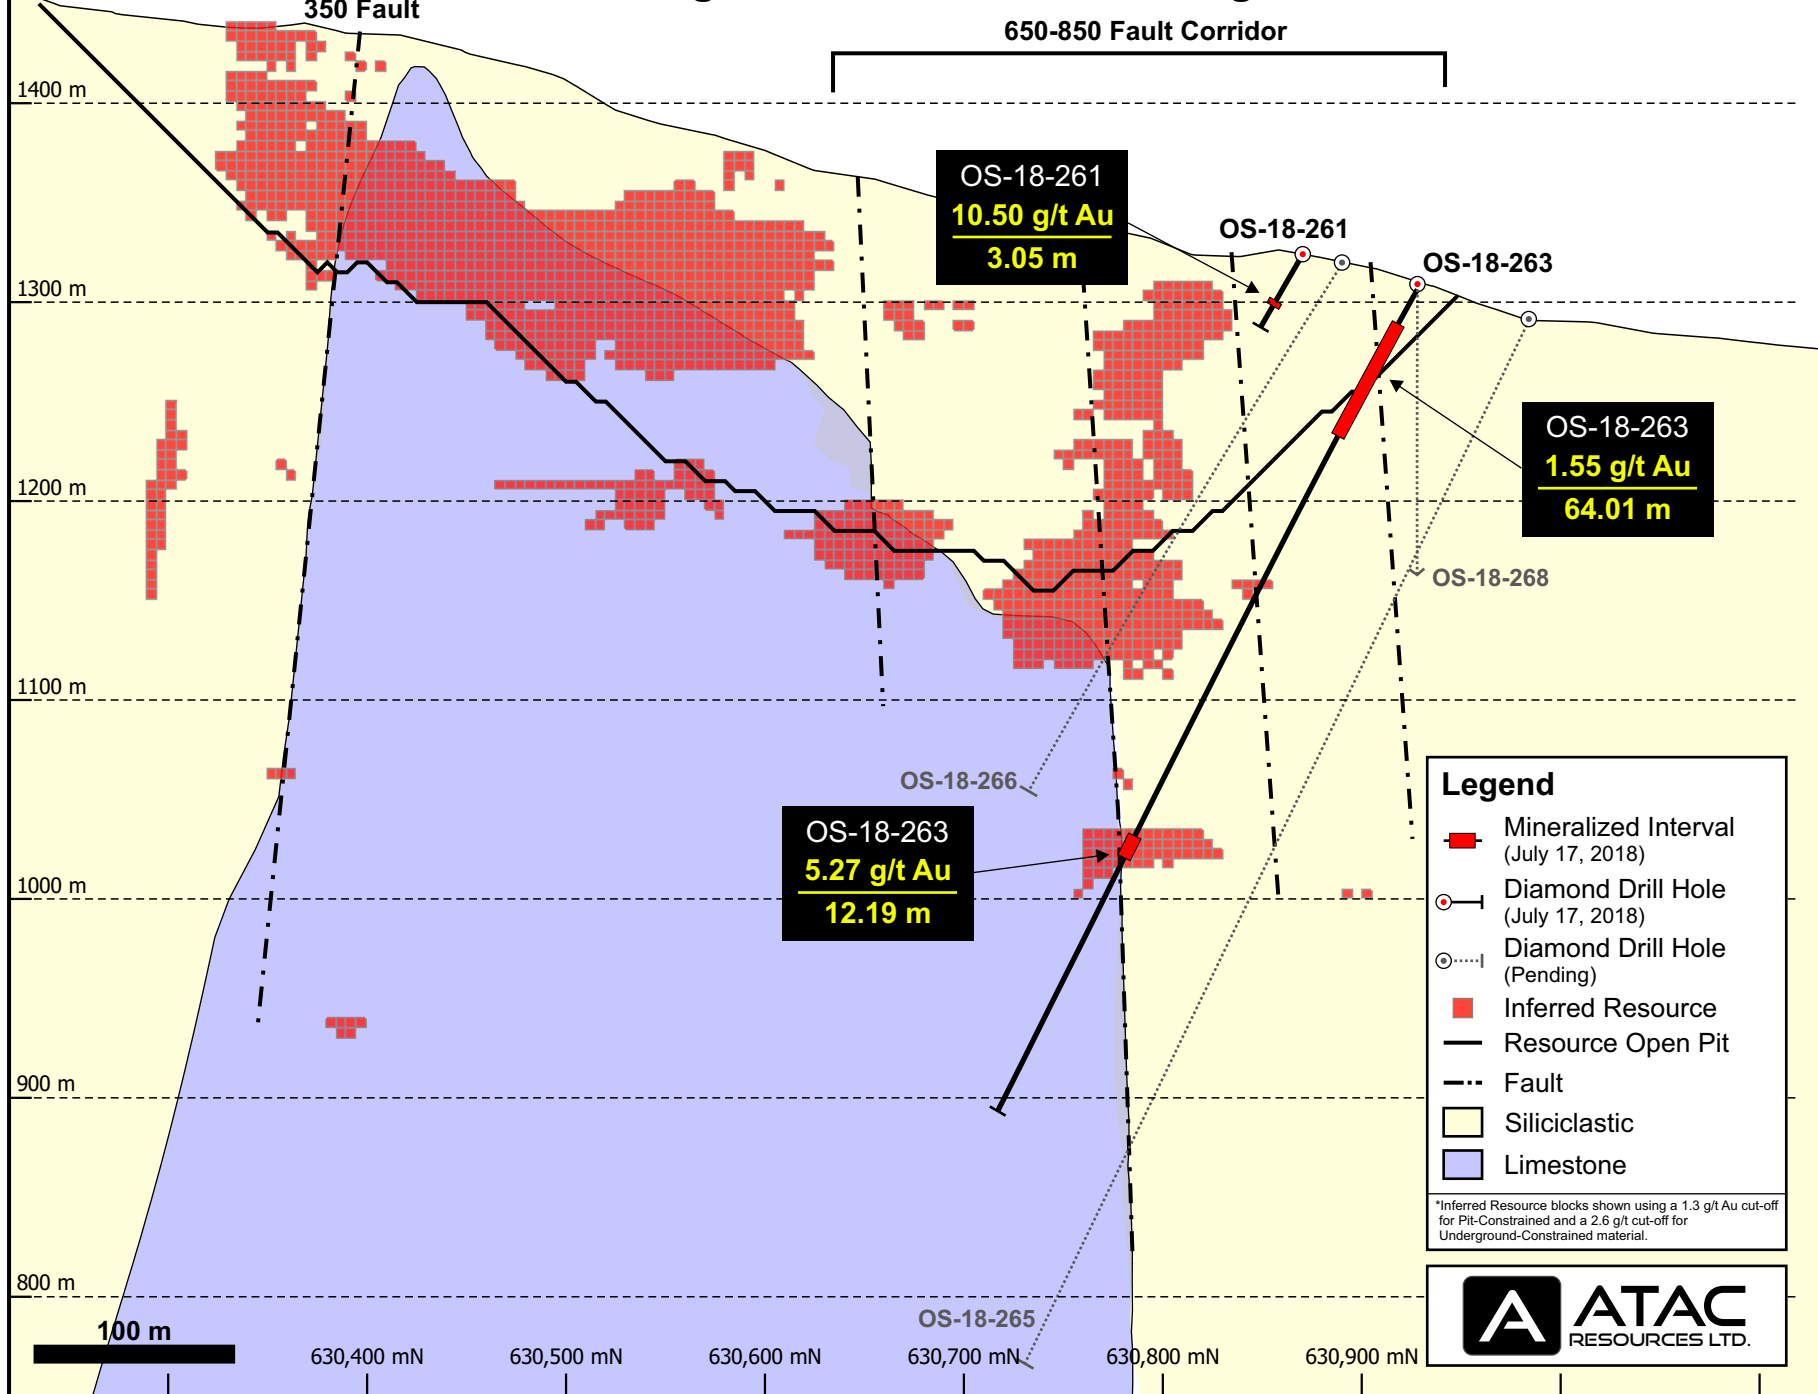 350 Fault
650-850 Fault Corridor
1400 m
OS-18-261
10.50 g/t Au
3.05 m
OS-18-261
OS-18-263
1300 m
OS-18-263
1.55 g/t Au
64.01 m
1200 m
OS-18-268
1100 m
OS-18-266
OS-18-263
5.27 g/t Au
12.19 m
1000 m
900 m
800 m
OS-18-265
100 m
630,400 mN
630,500 mN
630,600 mN
630,700 mN
630,800 mN
630,900 mN
Legend
Mineralized Interval
(July 17, 2018)
Diamond Drill Hole
(July 17, 2018)
Diamond Drill Hole
(Pending)
Inferred Resource
Resource Open Pit
Fault
Siliciclastic
Limestone
*Inferred Resource blocks shown using a 1.3 g/t Au cut-off
for Pit-Constrained and a 2.6 g/t cut-off for
Underground-Constrained material.
A ATAC
RESOURCES LTD.